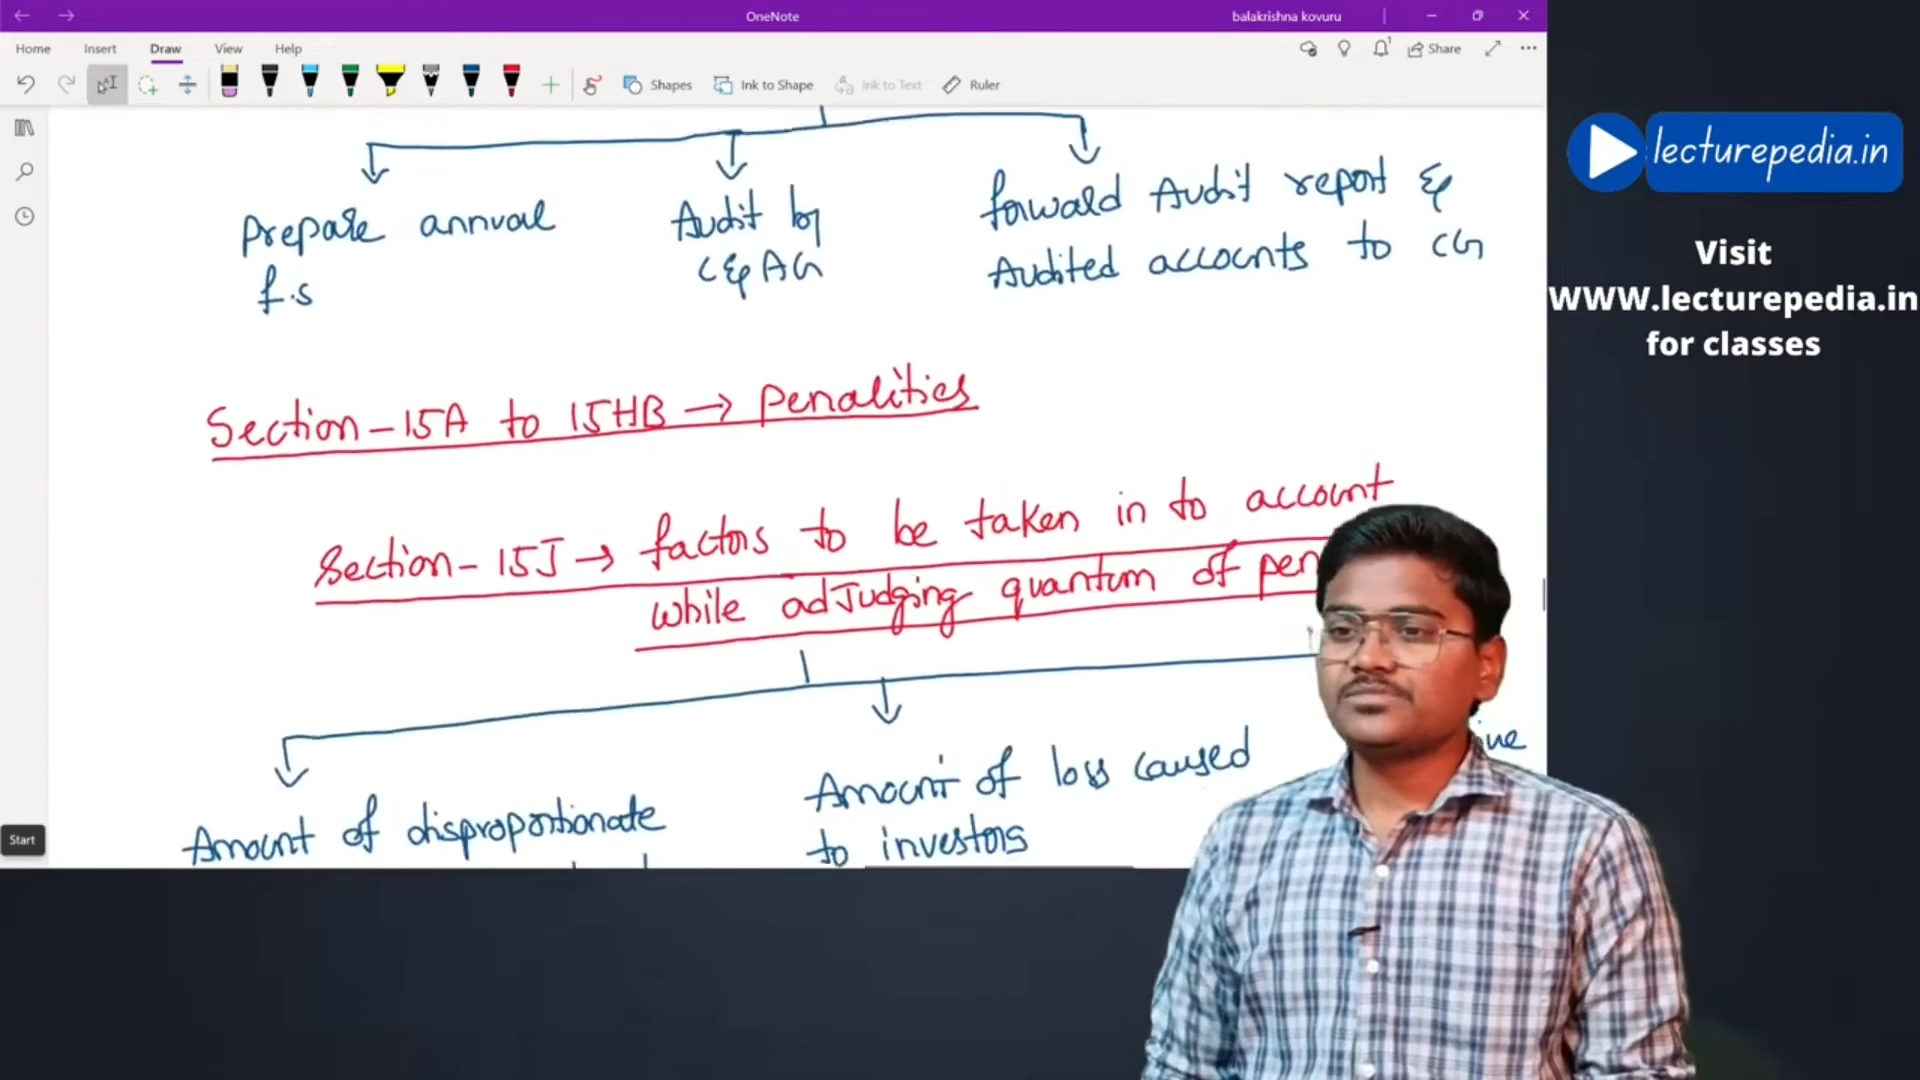 OneNote
balakrishna kovuru
Home Insert Draw View Help
1
Share
Shapes
Ink to Shape
Ink to Text
Ruler
Prepare annual
f.s
Audit by
C & AG
forward Audit report &
Audited accounts to CG
Section-15A to 15HB → Penalities
Section-15J → factors to be taken in to account
while adJudging quantum of pen
Amount of disproportionate
Amount of loss caused
to investors
Start
lecturepedia.in
Visit
WWW.lecturepedia.in
for classes